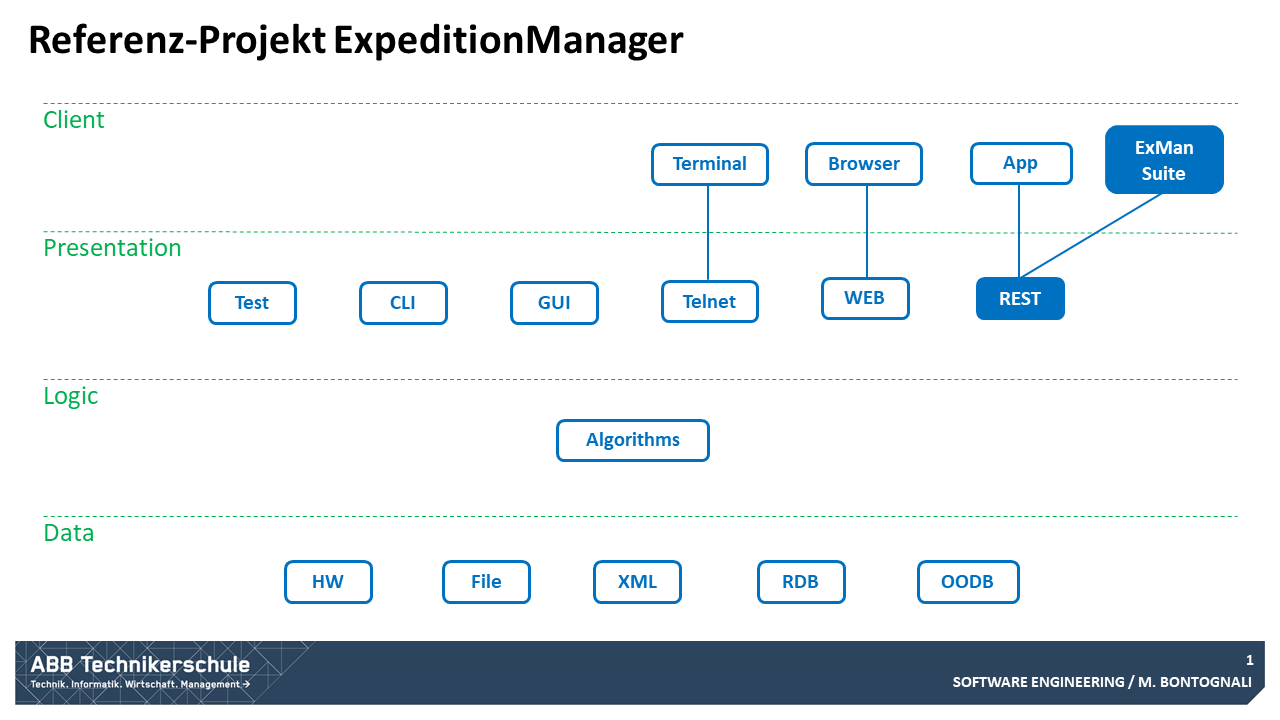 Referenz-Projekt ExpeditionManager
Client
Terminal
Browser
App
ExMan
Suite
Presentation
Test
CLI
GUI
Telnet
WEB
REST
Logic
Algorithms
Data
HW
File
XML
RDB
OODB
ABB Technikerschule
Technik. Informatik. Wirtschaft. Management →
1
SOFTWARE ENGINEERING / M. BONTOGNALI